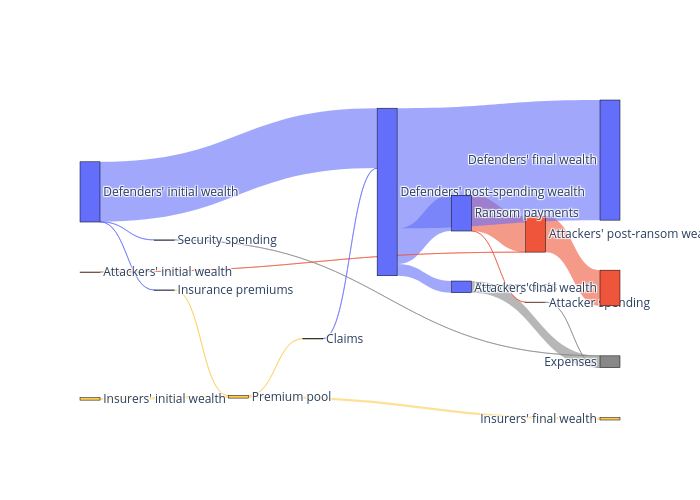 Defenders' initial wealth
Security spending
Attackers' initial wealth
Insurance premiums
Insurers' initial wealth
Premium pool
Claims
Defenders' post-spending wealth
Ransom payments
Defenders' final wealth
Attackers' post-ransom wea
Attackers' final wealth
Attacker spending
Expenses
Insurers' final wealth